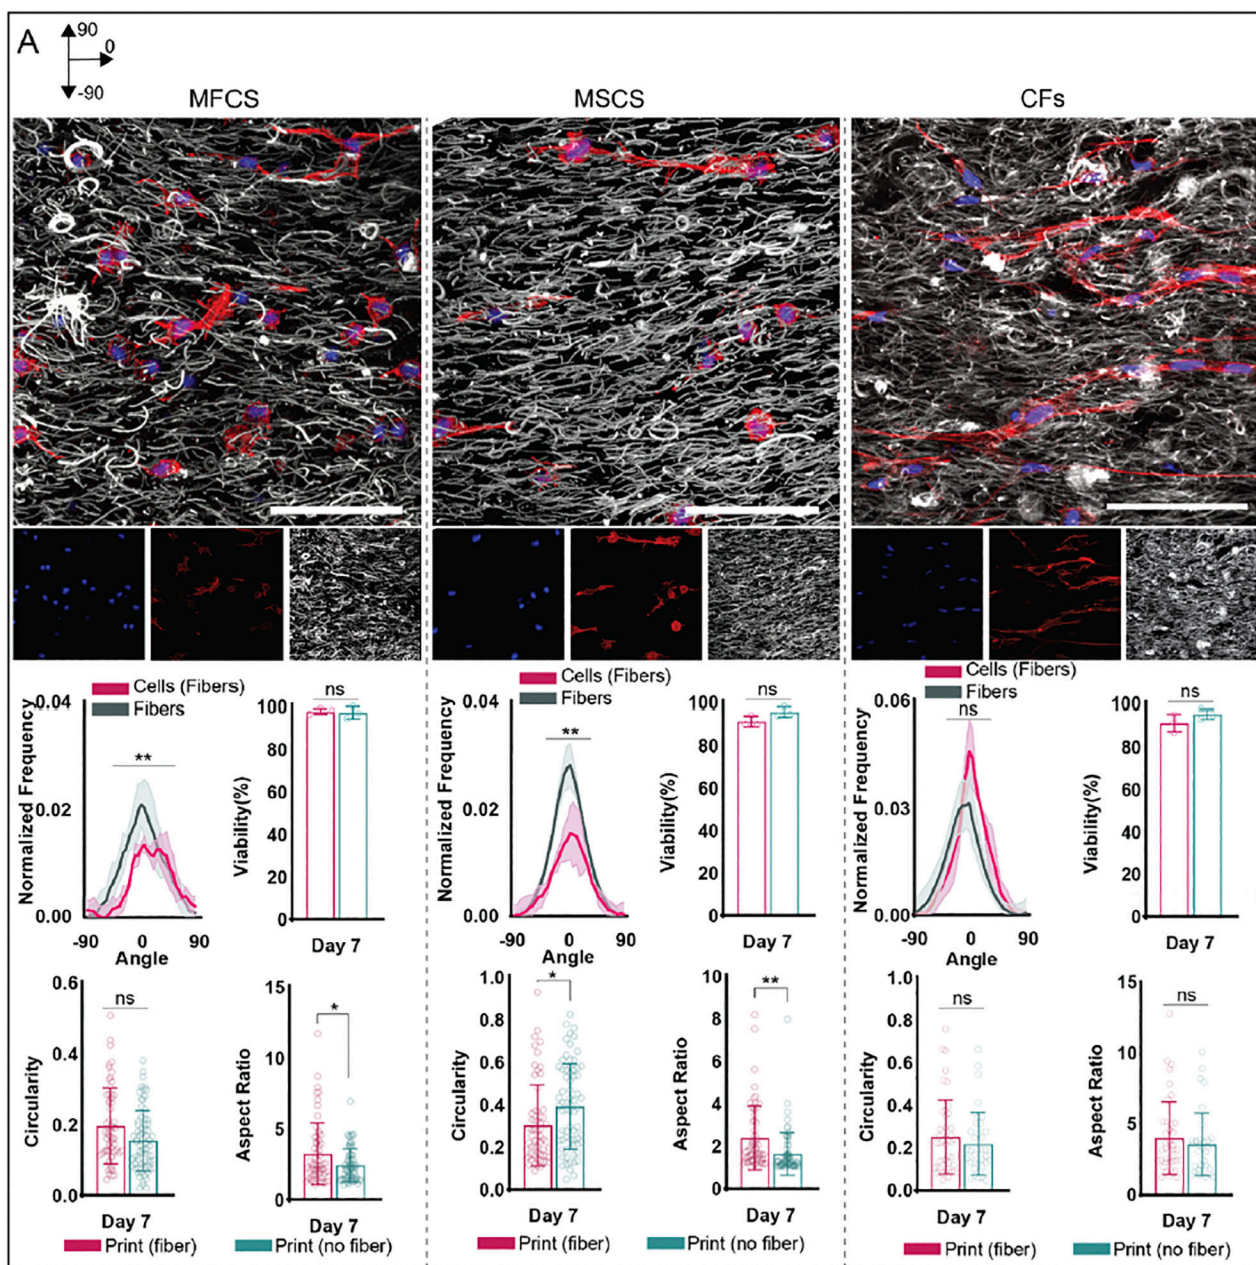 A
90
0
-90
MFCS
MSCS
CFs
Cells (Fibers)
Fibers
Normalized Frequency
0.04
0.02
0.00
**
-90 0 90
Angle
Viability(%)
100
80
60
40
20
0
ns
Day 7
Cells (Fibers)
Fibers
Normalized Frequency
0.04
0.02
0.00
**
-90 0 90
Angle
Viability(%)
100
80
60
40
20
0
ns
Day 7
Cells (Fibers)
Fibers
Normalized Frequency
0.06
0.03
0.00
ns
-90 0 90
Angle
Viability(%)
100
80
60
40
20
0
ns
Day 7
Circularity
0.6
0.4
0.2
0.0
ns
Day 7
Aspect Ratio
15
10
5
0
*
Day 7
Print (fiber)
Print (no fiber)
Circularity
1.0
0.8
0.6
0.4
0.2
0.0
*
Day 7
Aspect Ratio
10
8
6
4
2
0
**
Day 7
Print (fiber)
Print (no fiber)
Circularity
1.0
0.8
0.6
0.4
0.2
0.0
ns
Day 7
Aspect Ratio
15
10
5
0
ns
Day 7
Print (fiber)
Print (no fiber)